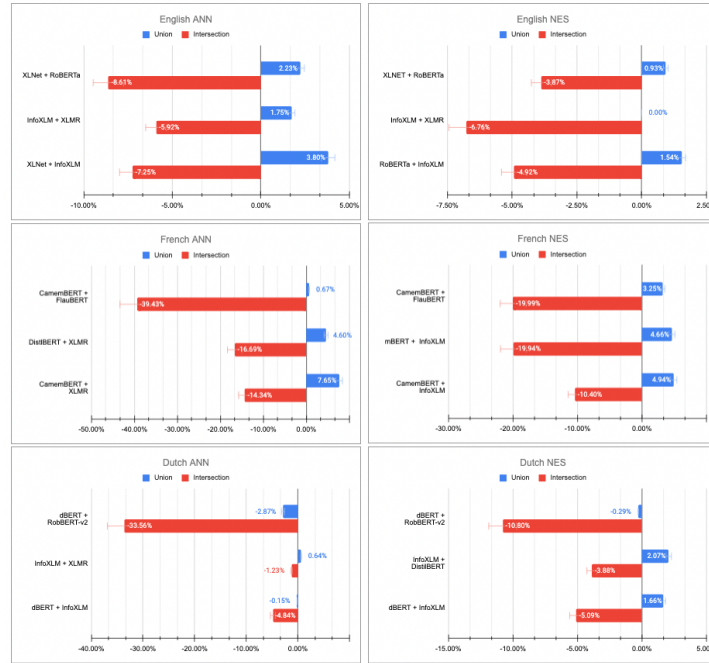 English ANN
Union Intersection
XLNet + RoBERTa
2.23%
-8.61%
InfoXLM + XLMR
1.75%
-5.92%
XLNet + InfoXLM
3.80%
-7.25%
-10.00% -5.00% 0.00% 5.00%
English NES
Union Intersection
XLNET + RoBERTa
0.93%
-3.87%
InfoXLM + XLMR
0.00%
-6.76%
RoBERTa + InfoXLM
1.54%
-4.92%
-7.50% -5.00% -2.50% 0.00% 2.50
French ANN
Union Intersection
CamemBERT +
FlauBERT
0.67%
-39.43%
DistlBERT + XLMR
4.60%
-16.69%
CamemBERT +
XLMR
7.65%
-14.34%
-50.00% -40.00% -30.00% -20.00% -10.00% 0.00%
French NES
Union Intersection
CamemBERT +
FlauBERT
3.25%
-19.99%
mBERT + InfoXLM
4.66%
-19.94%
CamemBERT +
InfoXLM
4.94%
-10.40%
-30.00% -20.00% -10.00% 0.00%
Dutch ANN
Union Intersection
dBERT +
RobBERT-v2
-2.87%
-33.56%
InfoXLM + XLMR
0.64%
-1.23%
dBERT + InfoXLM
-0.15%
-4.84%
-40.00% -30.00% -20.00% -10.00% 0.00%
Dutch NES
Union Intersection
dBERT +
RobBERT-v2
-0.29%
-10.80%
InfoXLM +
DistilBERT
2.07%
-3.88%
dBERT + InfoXLM
1.66%
-5.09%
-15.00% -10.00% -5.00% 0.00% 5.00%